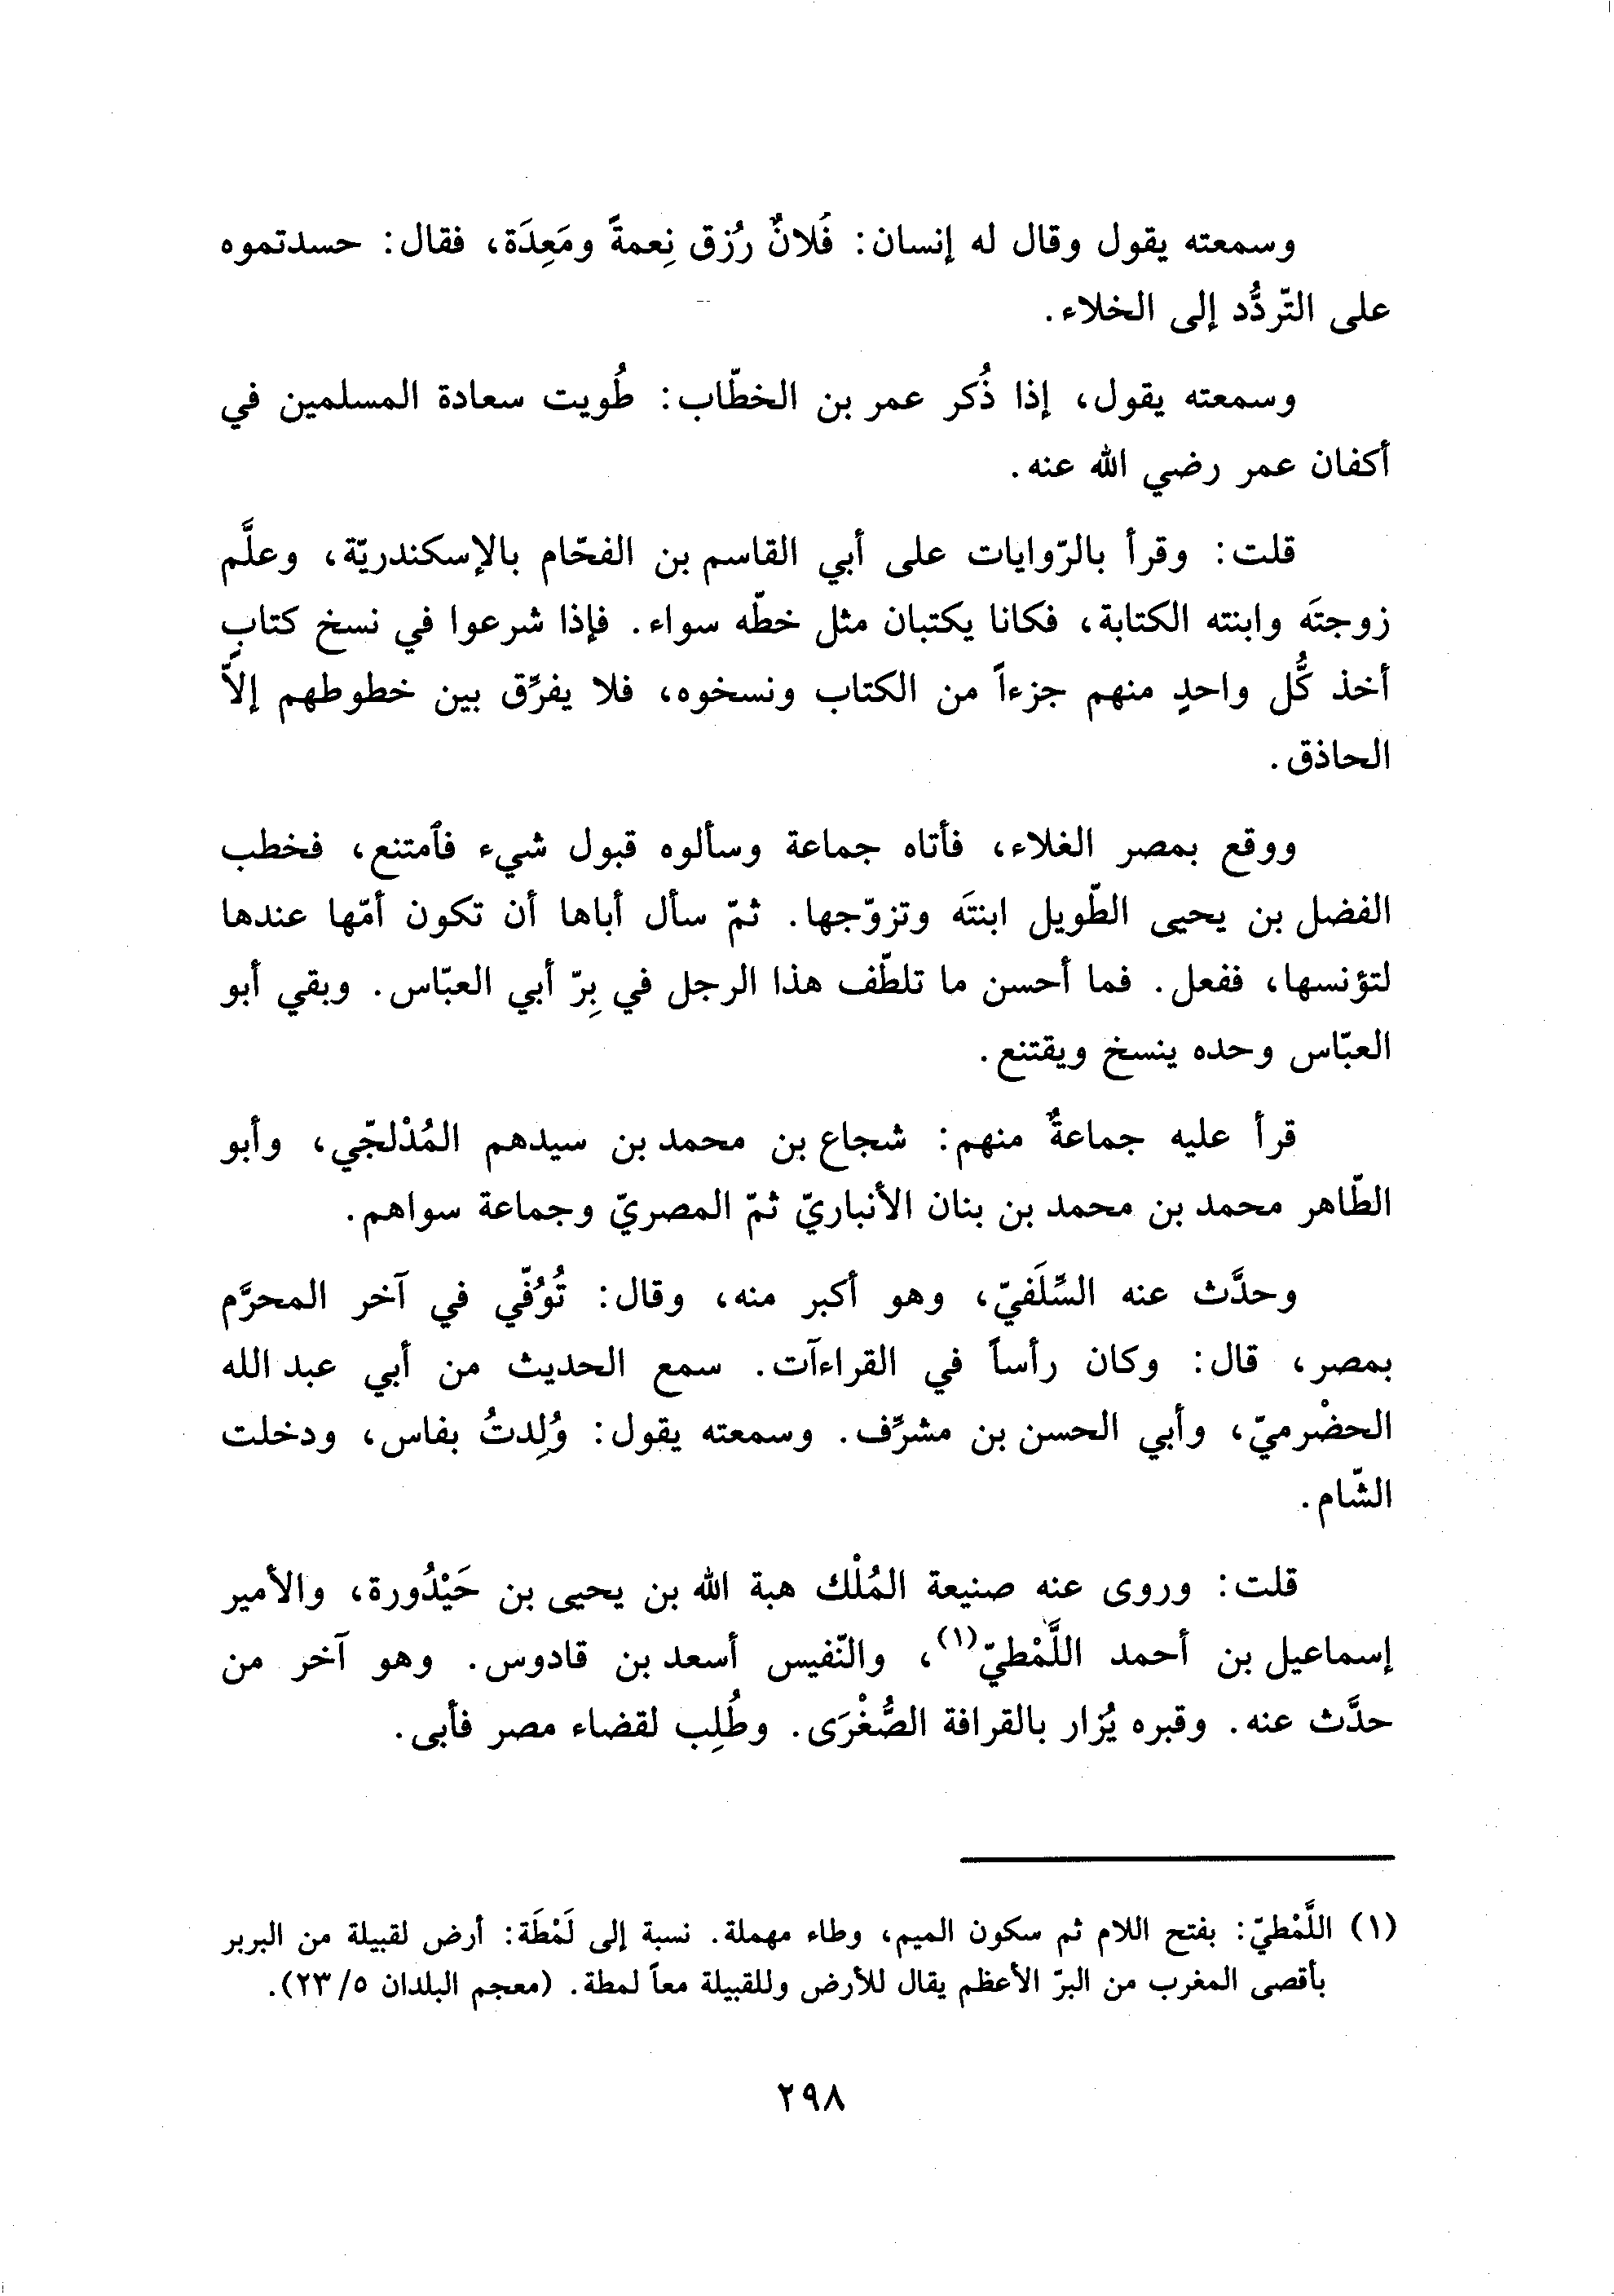 وسمعته يقول وقال له إنسان: فَلانٌ رُزق نِعمةً ومَعِدَة، فقال: حسدتموه
على التّردُّد إلى الخلاء.
وسمعته يقول، إذا ذُكر عمر بن الخطّاب: طُويت سعادة المسلمين في
أكفان عمر رضي الله عنه.
قلت: وقرأ بالرّوايات على أبي القاسم بن الفحّام بالإسكندريّة، وعلَّم
زوجتَه وابنته الكتابة، فكانا يكتبان مثل خطّه سواء. فإذا شرعوا في نسخ كتابٍ
أخذ كُّل واحدٍ منهم جزءاً من الكتاب ونسخوه، فلا يفرِّق بين خطوطهم إلاّ
الحاذق.
ووقع بمصر الغلاء، فأتاه جماعة وسألوه قبول شيء فٱمتنع، فخطب
الفضل بن يحيى الطّويل ابنتَه وتزوّجها. ثمّ سأل أباها أن تكون أمّها عندها
لتؤنسها، ففعل. فما أحسن ما تلطّف هذا الرجل في بِرّ أبي العبّاس. وبقي أبو
العبّاس وحده ينسخ ويقتنع.
قرأ عليه جماعةٌ منهم: شجاع بن محمد بن سيدهم المُدْلجّي، وأبو
الطّاهر محمد بن محمد بن بنان الأنباريّ ثمّ المصريّ وجماعة سواهم.
وحدَّث عنه السِّلَفيّ، وهو أكبر منه، وقال: تُوُفّي في آخر المحرَّم
بمصر، قال: وكان رأساً في القراءآت. سمع الحديث من أبي عبد الله
الحضْرميّ، وأبي الحسن بن مشرِّف. وسمعته يقول: وُلِدتُ بفاس، ودخلت
الشّام.
قلت: وروى عنه صنيعة المُلْك هبة الله بن يحيى بن حَيْدُورة، والأمير
إسماعيل بن أحمد اللَّمْطيّ(١)، والنّفيس أسعد بن قادوس. وهو آخر من
حدَّث عنه. وقبره يُزار بالقرافة الصُّغْرَى. وطُلِب لقضاء مصر فأبى.
(١) اللَّمْطيّ: بفتح اللام ثم سكون الميم، وطاء مهملة. نسبة إلى لَمْطَة: أرض لقبيلة من البربر
بأقصى المغرب من البرّ الأعظم يقال للأرض وللقبيلة معاً لمطة. (معجم البلدان ٥/ ٢٣).
٢٩٨